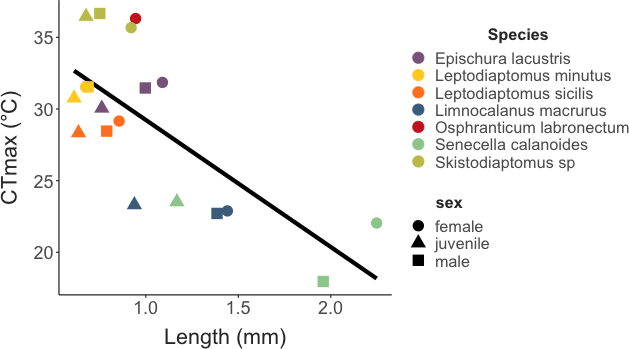 CTmax (°C)
35
30
25
20
1.0 1.5 2.0
Length (mm)
Species
Epischura lacustris
Leptodiaptomus minutus
Leptodiaptomus sicilis
Limnocalanus macrurus
Osphranticum labronectum
Senecella calanoides
Skistodiaptomus sp
sex
female
juvenile
male